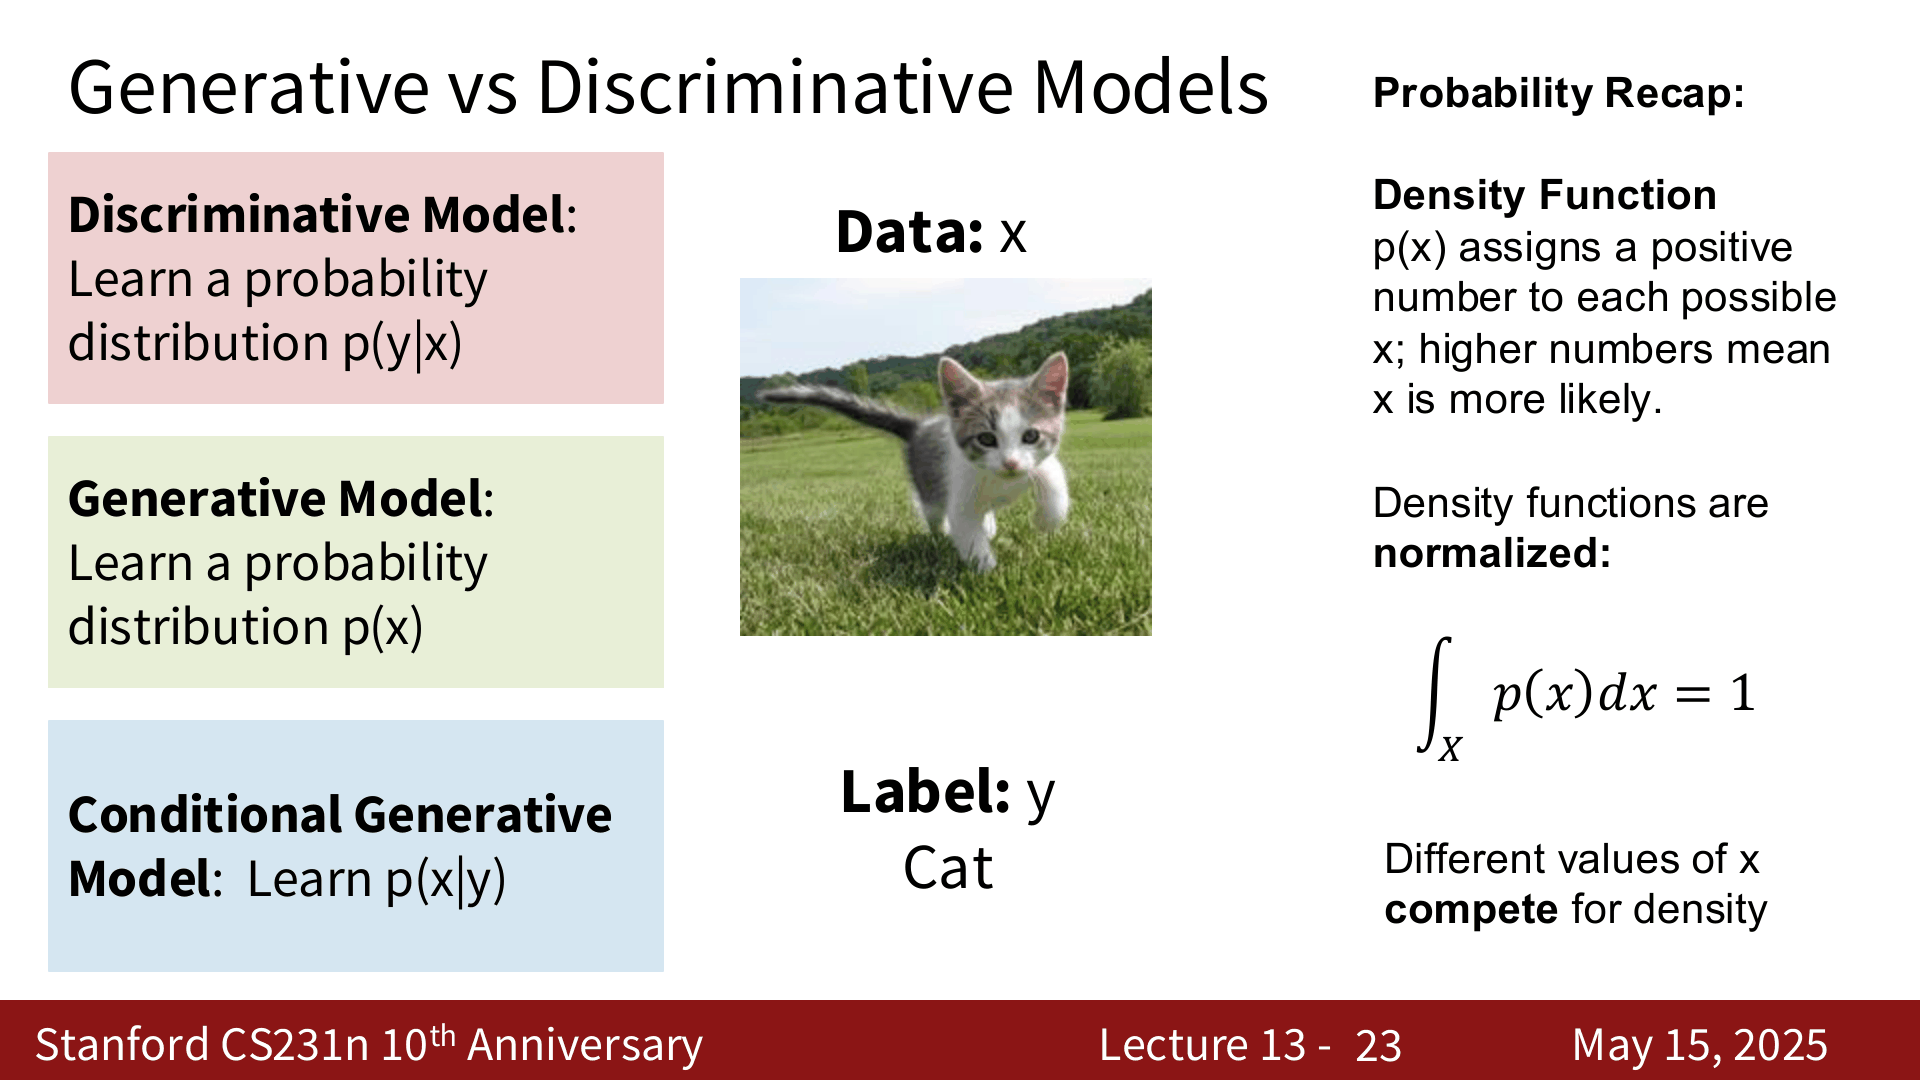 Generative vs Discriminative Models
Discriminative Model:
Learn a probability
distribution p(y|x)
Generative Model:
Learn a probability
distribution p(x)
Conditional Generative
Model: Learn p(x|y)
Data: x
Label: y
Cat
Probability Recap:
Density Function
p(x) assigns a positive
number to each possible
x; higher numbers mean
x is more likely.
Density functions are
normalized:
∫_X p(x)dx = 1
Different values of x
compete for density
Stanford CS231n 10th Anniversary
Lecture 13 - 23
May 15, 2025